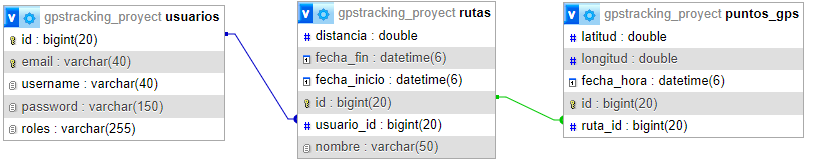 gpstracking_proyect usuarios
id : bigint(20)
email : varchar(40)
username : varchar(40)
password : varchar(150)
roles : varchar(255)
gpstracking_proyect rutas
distancia : double
fecha_fin : datetime(6)
fecha_inicio : datetime(6)
id : bigint(20)
usuario_id : bigint(20)
nombre : varchar(50)
gpstracking_proyect puntos_gps
latitud : double
longitud : double
fecha_hora : datetime(6)
id : bigint(20)
ruta_id : bigint(20)